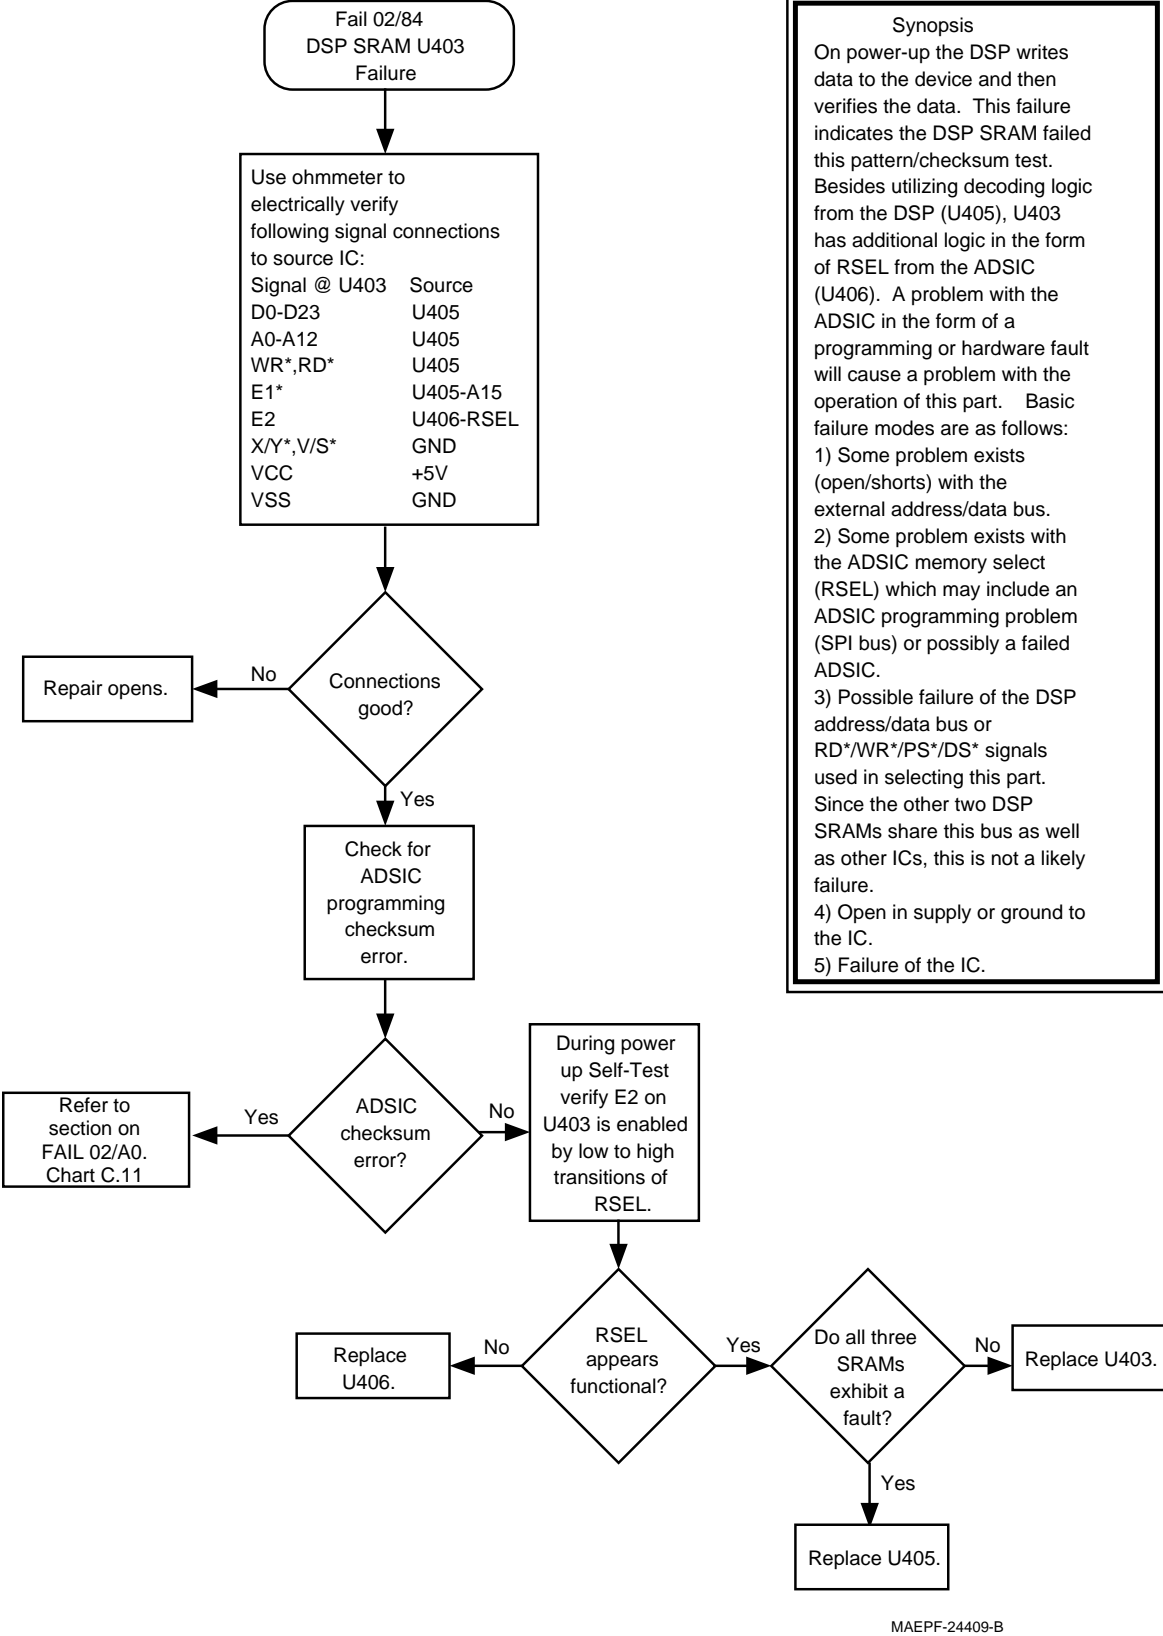 Fail 02/84
DSP SRAM U403
Failure
Use ohmmeter to
electrically verify
following signal connections
to source IC:
Signal @ U403 Source
D0-D23 U405
A0-A12 U405
WR*,RD* U405
E1* U405-A15
E2 U406-RSEL
X/Y*,V/S* GND
VCC +5V
VSS GND
Connections
good?
No
Repair opens.
Yes
Check for
ADSIC
programming
checksum
error.
ADSIC
checksum
error?
Yes
Refer to
section on
FAIL 02/A0.
Chart C.11
No
During power
up Self-Test
verify E2 on
U403 is enabled
by low to high
transitions of
RSEL.
RSEL
appears
functional?
No
Replace
U406.
Yes
Do all three
SRAMs
exhibit a
fault?
No
Replace U403.
Yes
Replace U405.
Synopsis
On power-up the DSP writes
data to the device and then
verifies the data. This failure
indicates the DSP SRAM failed
this pattern/checksum test.
Besides utilizing decoding logic
from the DSP (U405), U403
has additional logic in the form
of RSEL from the ADSIC
(U406). A problem with the
ADSIC in the form of a
programming or hardware fault
will cause a problem with the
operation of this part. Basic
failure modes are as follows:
1) Some problem exists
(open/shorts) with the
external address/data bus.
2) Some problem exists with
the ADSIC memory select
(RSEL) which may include an
ADSIC programming problem
(SPI bus) or possibly a failed
ADSIC.
3) Possible failure of the DSP
address/data bus or
RD*/WR*/PS*/DS* signals
used in selecting this part.
Since the other two DSP
SRAMs share this bus as well
as other ICs, this is not a likely
failure.
4) Open in supply or ground to
the IC.
5) Failure of the IC.
MAEPF-24409-B